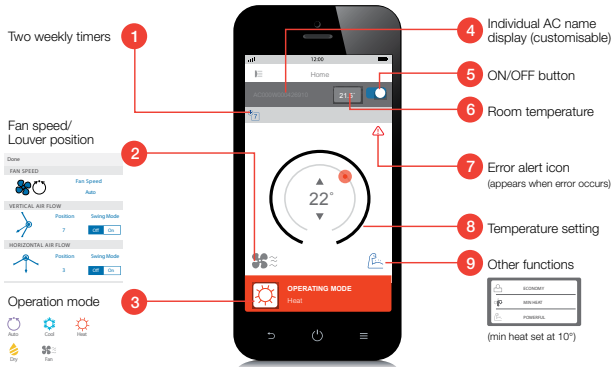 Two weekly timers
1
Fan speed/
Louver position
2
Done
FAN SPEED
Fan Speed
Auto
VERTICAL AIR FLOW
Position
Swing Mode
7
Off
On
HORIZONTAL AIR FLOW
Position
Swing Mode
3
Off
On
Operation mode
3
Auto
Cool
Heat
Dry
Fan
12:00
Home
21.5°
7
22°
OPERATING MODE
Heat
4
Individual AC name
display (customisable)
5
ON/OFF button
6
Room temperature
7
Error alert icon
(appears when error occurs)
8
Temperature setting
9
Other functions
ECONOMY
MIN HEAT
POWERFUL
(min heat set at 10°)